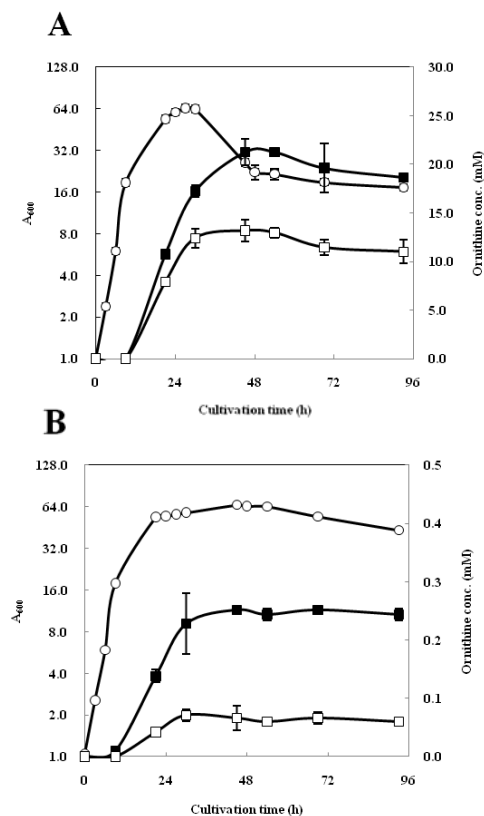 A
128.0
64.0
32.0
16.0
8.0
4.0
2.0
1.0
A600
30.0
25.0
20.0
15.0
10.0
5.0
0.0
Ornithine conc. (mM)
0 24 48 72 96
Cultivation time (h)
B
128.0
64.0
32.0
16.0
8.0
4.0
2.0
1.0
A600
0.5
0.4
0.3
0.2
0.1
0.0
Ornithine conc. (mM)
0 24 48 72 96
Cultivation time (h)